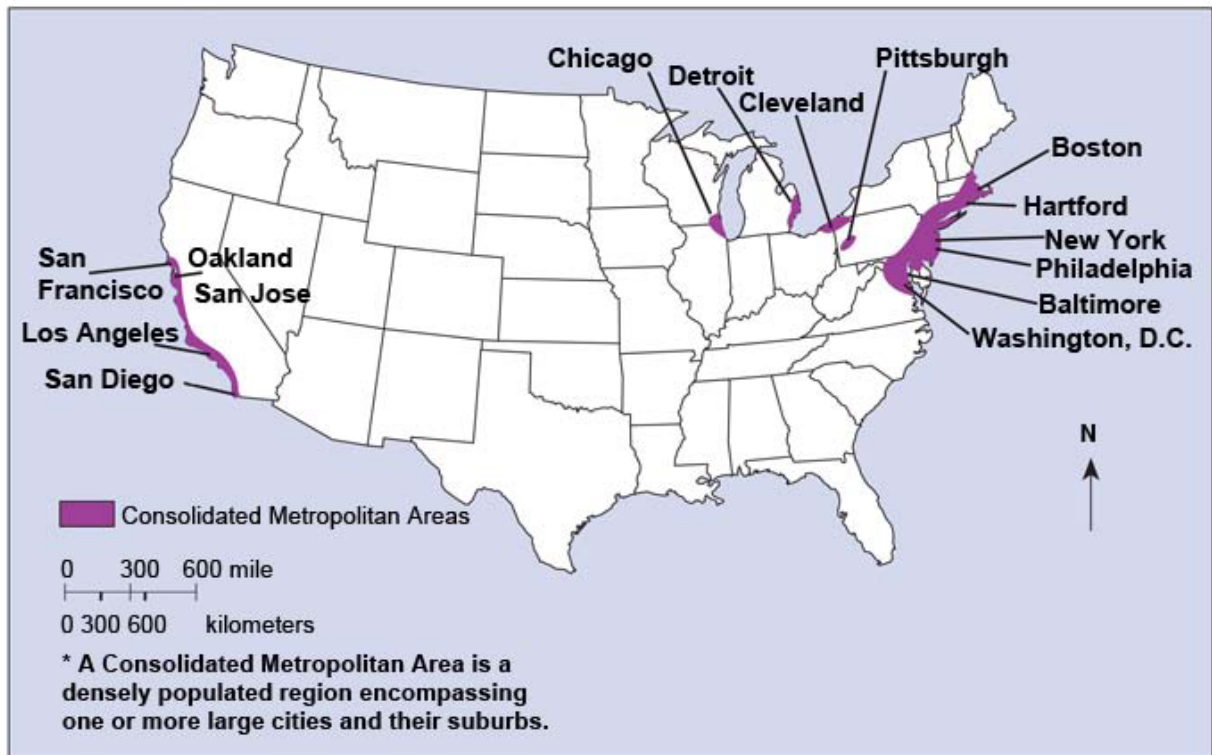 Chicago
Detroit
Cleveland
Pittsburgh
Boston
Hartford
New York
Philadelphia
Baltimore
Washington, D.C.
San
Francisco
Oakland
San Jose
Los Angeles
San Diego
N
Consolidated Metropolitan Areas
0 300 600 mile
0 300 600 kilometers
* A Consolidated Metropolitan Area is a
densely populated region encompassing
one or more large cities and their suburbs.